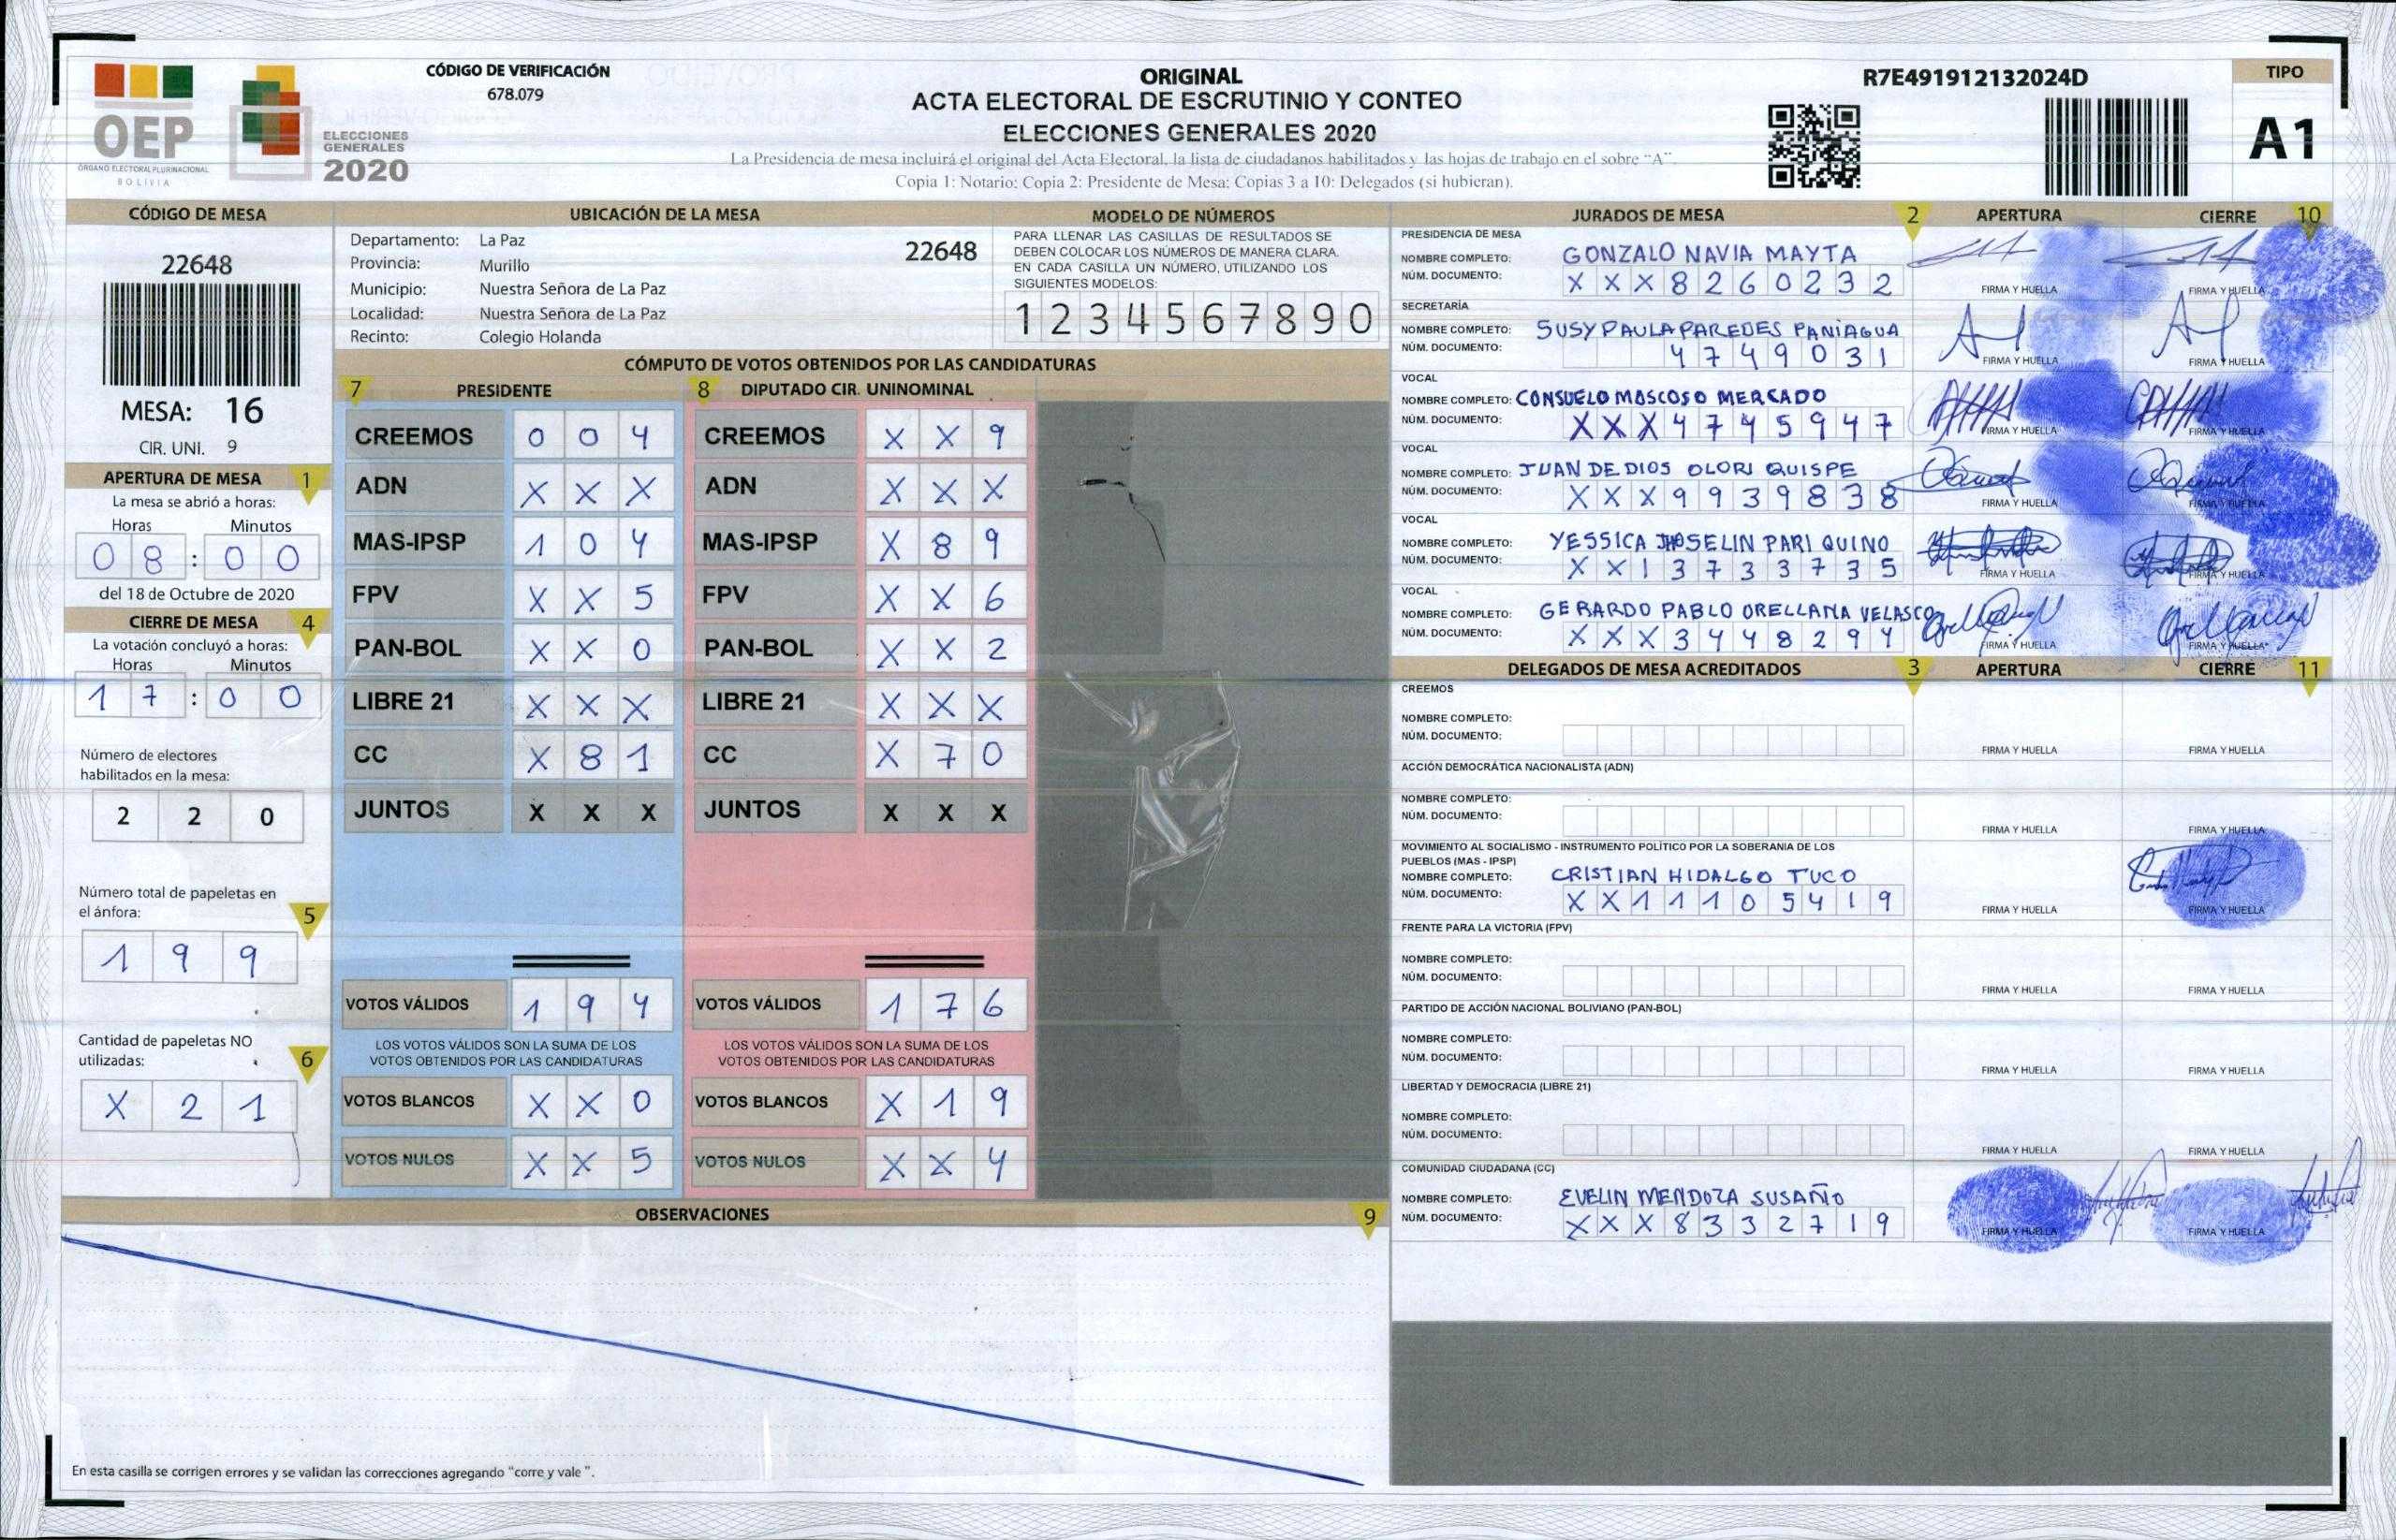 CÓDIGO DE VERIFICACIÓN
678.079
OEP
ÓRGANO ELECTORAL PLURINACIONAL
BOLIVIA
ELECCIONES
GENERALES
2020
ORIGINAL
ACTA ELECTORAL DE ESCRUTINIO Y CONTEO
ELECCIONES GENERALES 2020
La Presidencia de mesa incluirá el original del Acta Electoral, la lista de ciudadanos habilitados y las hojas de trabajo en el sobre “A”.
Copia 1: Notario; Copia 2: Presidente de Mesa; Copias 3 a 10: Delegados (si hubieran).
R7E491912132024D
TIPO
A1
CÓDIGO DE MESA
22648
MESA: 16
CIR. UNI. 9
APERTURA DE MESA 1
La mesa se abrió a horas:
Horas Minutos
08 : 00
del 18 de Octubre de 2020
CIERRE DE MESA 4
La votación concluyó a horas:
Horas Minutos
17 : 00
Número de electores
habilitados en la mesa:
2 2 0
Número total de papeletas en
el ánfora: 5
1 9 9
Cantidad de papeletas NO
utilizadas: 6
X 2 1
UBICACIÓN DE LA MESA
Departamento: La Paz 22648
Provincia: Murillo
Municipio: Nuestra Señora de La Paz
Localidad: Nuestra Señora de La Paz
Recinto: Colegio Holanda
MODELO DE NÚMEROS
PARA LLENAR LAS CASILLAS DE RESULTADOS SE
DEBEN COLOCAR LOS NÚMEROS DE MANERA CLARA.
EN CADA CASILLA UN NÚMERO, UTILIZANDO LOS
SIGUIENTES MODELOS:
1 2 3 4 5 6 7 8 9 0
CÓMPUTO DE VOTOS OBTENIDOS POR LAS CANDIDATURAS
7 PRESIDENTE 8 DIPUTADO CIR. UNINOMINAL
CREEMOS 0 0 4 CREEMOS X X 9
ADN X X X ADN X X X
MAS-IPSP 1 0 4 MAS-IPSP X 8 9
FPV X X 5 FPV X X 6
PAN-BOL X X 0 PAN-BOL X X 2
LIBRE 21 X X X LIBRE 21 X X X
CC X 8 1 CC X 7 0
JUNTOS X X X JUNTOS X X X
VOTOS VÁLIDOS 1 9 4 VOTOS VÁLIDOS 1 7 6
LOS VOTOS VÁLIDOS SON LA SUMA DE LOS LOS VOTOS VÁLIDOS SON LA SUMA DE LOS
VOTOS OBTENIDOS POR LAS CANDIDATURAS VOTOS OBTENIDOS POR LAS CANDIDATURAS
VOTOS BLANCOS X X 0 VOTOS BLANCOS X 1 9
VOTOS NULOS X X 5 VOTOS NULOS X X 4
OBSERVACIONES 9
En esta casilla se corrigen errores y se validan las correcciones agregando “corre y vale ”.
JURADOS DE MESA 2 APERTURA CIERRE 10
PRESIDENCIA DE MESA
NOMBRE COMPLETO: GONZALO NAVIA MAYTA
NÚM. DOCUMENTO: X X X 8 2 6 0 2 3 2 FIRMA Y HUELLA FIRMA Y HUELLA
SECRETARÍA
NOMBRE COMPLETO: SUSY PAULA PAREDES PANIAGUA
NÚM. DOCUMENTO: 4 7 4 9 0 3 1 FIRMA Y HUELLA FIRMA Y HUELLA
VOCAL
NOMBRE COMPLETO: CONSUELO MOSCOSO MERCADO
NÚM. DOCUMENTO: X X X 4 7 4 5 9 4 7 FIRMA Y HUELLA FIRMA Y HUELLA
VOCAL
NOMBRE COMPLETO: JUAN DE DIOS OLORI QUISPE
NÚM. DOCUMENTO: X X X 9 9 3 9 8 3 8 FIRMA Y HUELLA FIRMA Y HUELLA
VOCAL
NOMBRE COMPLETO: YESSICA JHOSELIN PARI QUINO
NÚM. DOCUMENTO: X X 1 3 7 3 3 7 3 5 FIRMA Y HUELLA FIRMA Y HUELLA
VOCAL
NOMBRE COMPLETO: GERARDO PABLO ORELLANA VELASCO
NÚM. DOCUMENTO: X X X 3 4 4 8 2 9 4 FIRMA Y HUELLA FIRMA Y HUELLA
DELEGADOS DE MESA ACREDITADOS 3 APERTURA CIERRE 11
CREEMOS
NOMBRE COMPLETO:
NÚM. DOCUMENTO: FIRMA Y HUELLA FIRMA Y HUELLA
ACCIÓN DEMOCRÁTICA NACIONALISTA (ADN)
NOMBRE COMPLETO:
NÚM. DOCUMENTO: FIRMA Y HUELLA FIRMA Y HUELLA
MOVIMIENTO AL SOCIALISMO - INSTRUMENTO POLÍTICO POR LA SOBERANIA DE LOS
PUEBLOS (MAS - IPSP)
NOMBRE COMPLETO: CRISTIAN HIDALGO TUCO
NÚM. DOCUMENTO: X X 1 1 1 0 5 4 1 9 FIRMA Y HUELLA FIRMA Y HUELLA
FRENTE PARA LA VICTORIA (FPV)
NOMBRE COMPLETO:
NÚM. DOCUMENTO: FIRMA Y HUELLA FIRMA Y HUELLA
PARTIDO DE ACCIÓN NACIONAL BOLIVIANO (PAN-BOL)
NOMBRE COMPLETO:
NÚM. DOCUMENTO: FIRMA Y HUELLA FIRMA Y HUELLA
LIBERTAD Y DEMOCRACIA (LIBRE 21)
NOMBRE COMPLETO:
NÚM. DOCUMENTO: FIRMA Y HUELLA FIRMA Y HUELLA
COMUNIDAD CIUDADANA (CC)
NOMBRE COMPLETO: EVELIN MENDOZA SUSAÑO
NÚM. DOCUMENTO: X X X 8 3 3 2 7 1 9 FIRMA Y HUELLA FIRMA Y HUELLA